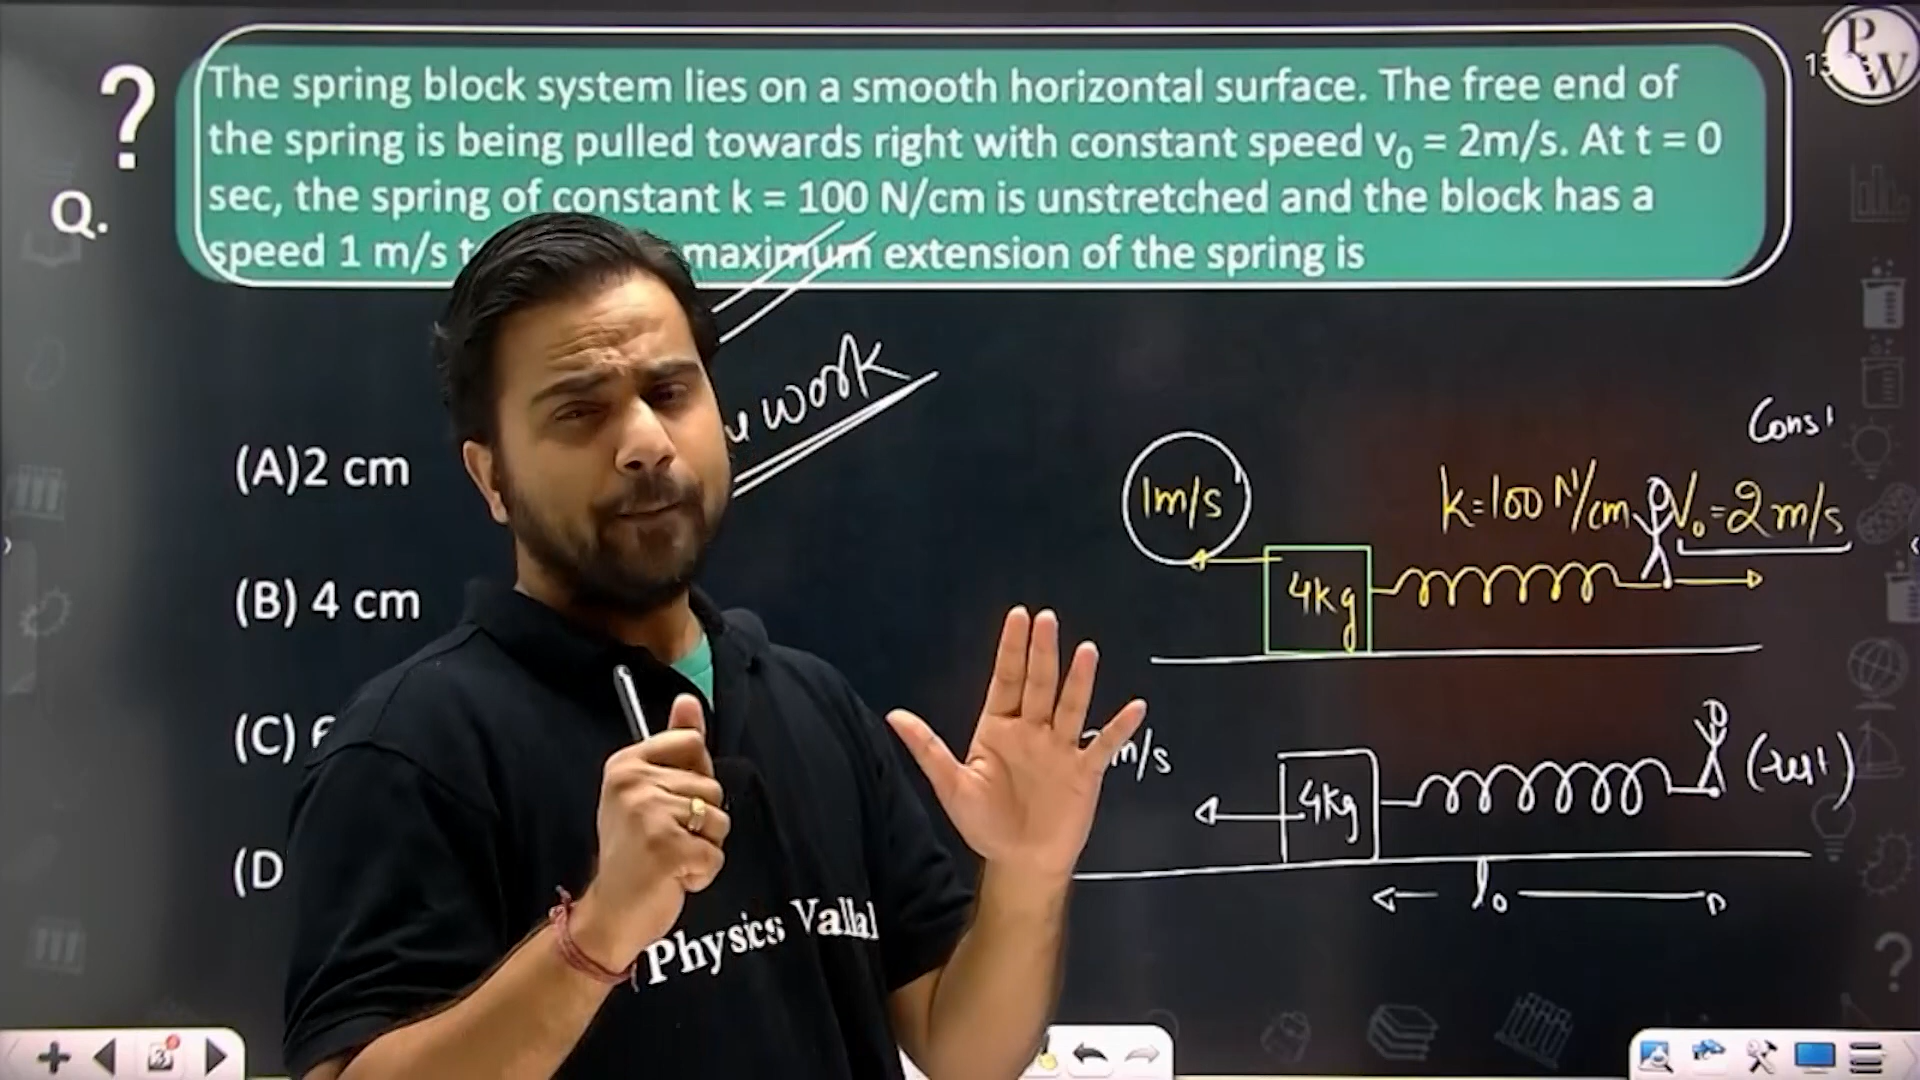 The spring block system lies on a smooth horizontal surface. The free end of
the spring is being pulled towards right with constant speed v₀ = 2m/s. At t = 0
sec, the spring of constant k = 100 N/cm is unstretched and the block has a
speed 1 m/s maximum extension of the spring is
?
Q.
P
W
work
(A)2 cm
(B) 4 cm
(C)
(D
Cons
1m/s
k=100 N/cm
V₀=2m/s
4kg
m/s
4kg
(rest)
l₀
Physics Wallah